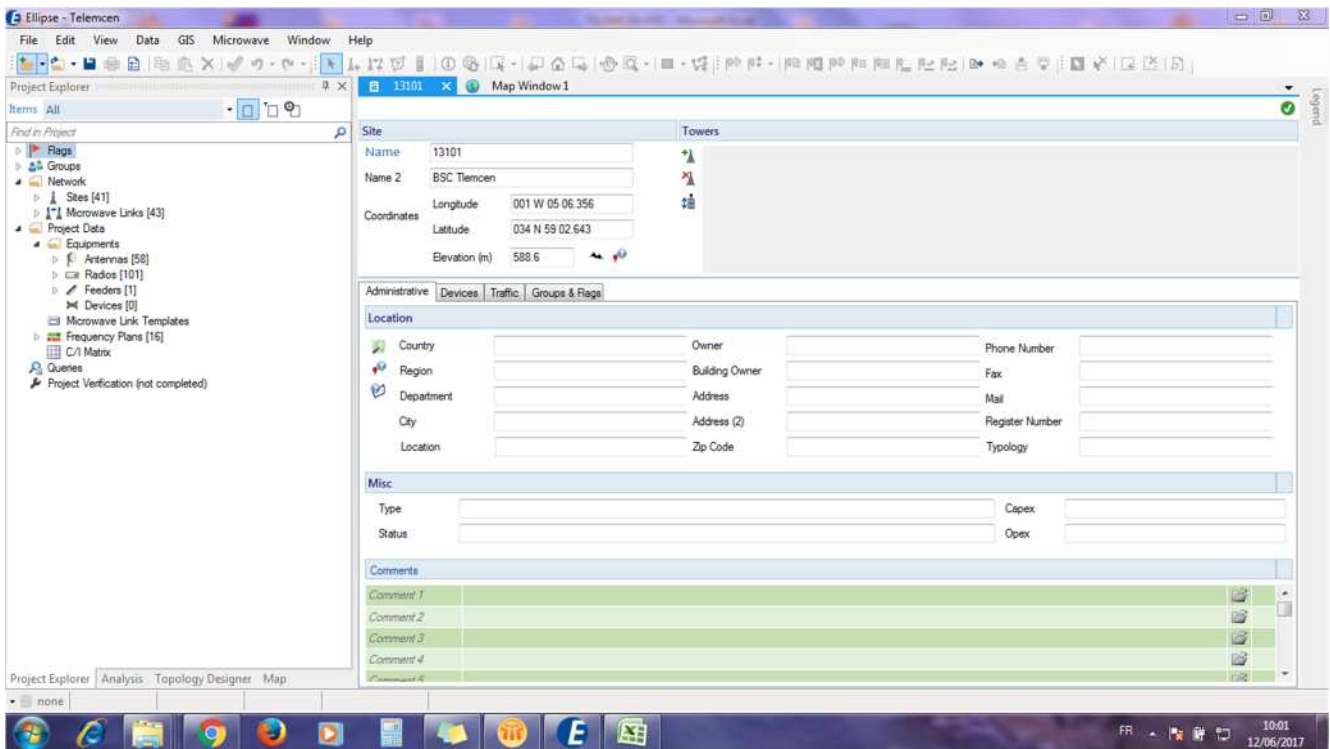 Ellipse - Telemcen
File Edit View Data GIS Microwave Window Help
Project Explorer
Items All
Find in Project
Flags
Groups
Network
Sites [41]
Microwave Links [43]
Project Data
Equipments
Antennas [58]
Radios [101]
Feeders [1]
Devices [0]
Microwave Link Templates
Frequency Plans [16]
C/I Matrix
Queries
Project Verification (not completed)
Project Explorer Analysis Topology Designer Map
none
13101 Map Window 1
Legend
Site Towers
Name 13101
Name 2 BSC Tlemcen
Coordinates
Longitude 001 W 05 06.356
Latitude 034 N 59 02.643
Elevation (m) 588.6
Administrative Devices Traffic Groups & Flags
Location
Country Owner Phone Number
Region Building Owner Fax
Department Address Mail
City Address (2) Register Number
Location Zip Code Typology
Misc
Type Capex
Status Opex
Comments
Comment 1
Comment 2
Comment 3
Comment 4
Comment 5
FR 10:01
12/06/2017